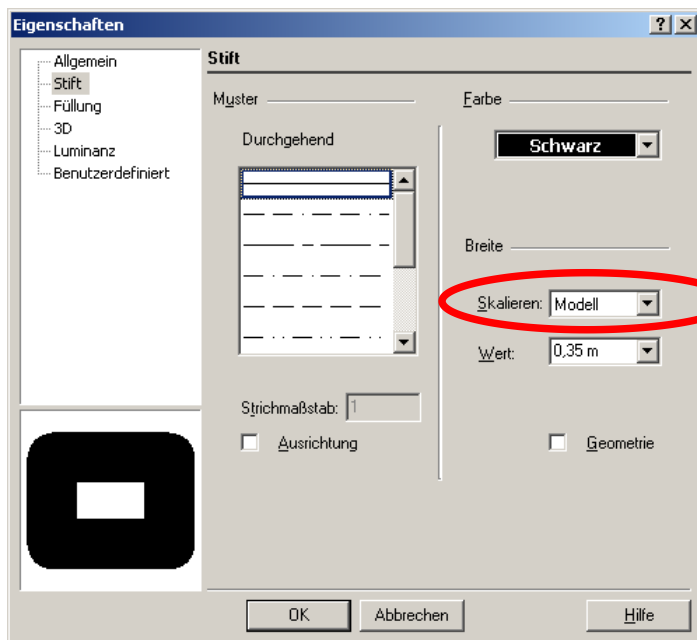 Eigenschaften
Allgemein
Stift
Füllung
3D
Luminanz
Benutzerdefiniert
Stift
Muster
Durchgehend
Strichmaßstab: 1
Ausrichtung
Farbe
Schwarz
Breite
Skalieren: Modell
Wert: 0,35 m
Geometrie
OK
Abbrechen
Hilfe